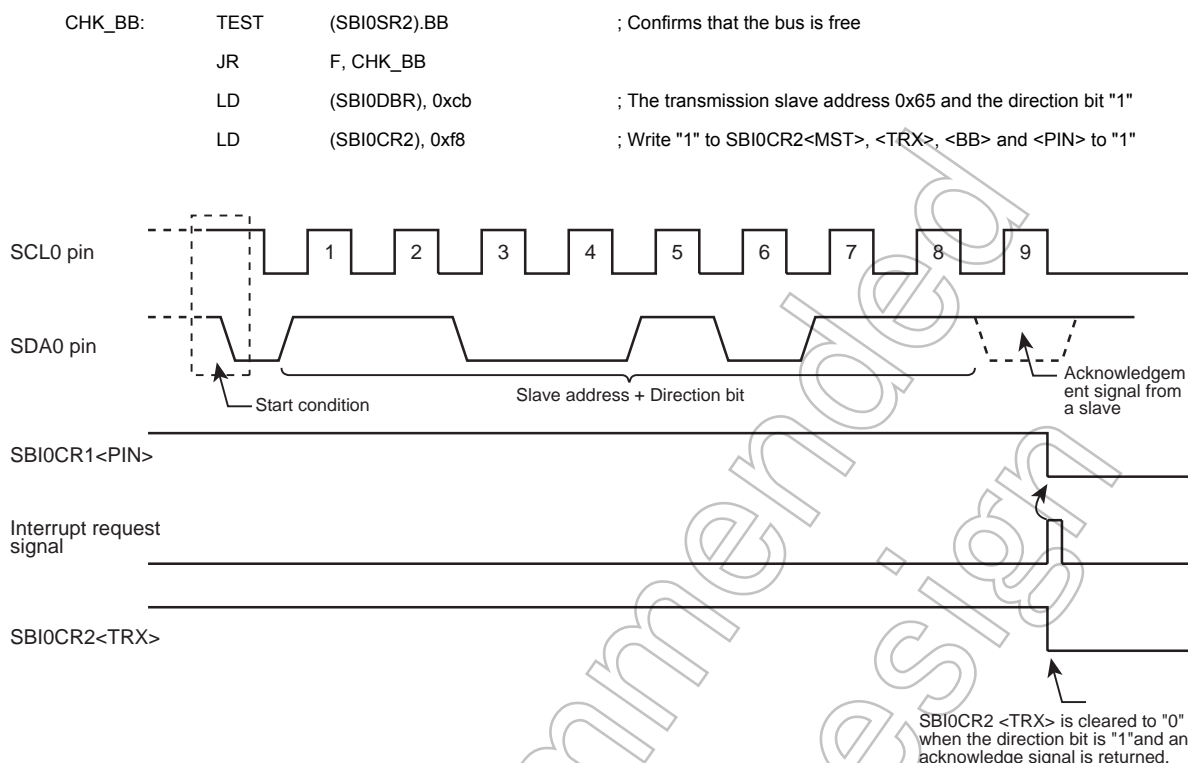 CHK_BB: TEST (SBI0SR2).BB ; Confirms that the bus is free
JR F, CHK_BB
LD (SBI0DBR), 0xcb ; The transmission slave address 0x65 and the direction bit "1"
LD (SBI0CR2), 0xf8 ; Write "1" to SBI0CR2<MST>, <TRX>, <BB> and <PIN> to "1"
SCL0 pin
1 2 3 4 5 6 7 8 9
SDA0 pin
Start condition
Slave address + Direction bit
Acknowledgem
ent signal from
a slave
SBI0CR1<PIN>
Interrupt request
signal
SBI0CR2<TRX>
SBI0CR2 <TRX> is cleared to "0"
when the direction bit is "1"and an
acknowledge signal is returned.
mmended
esign